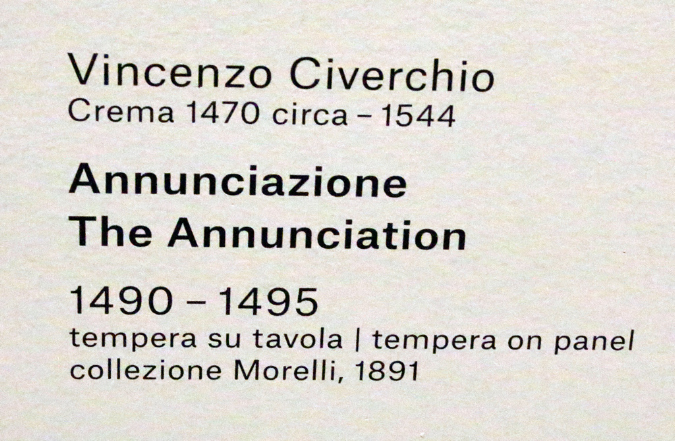 Vincenzo Civerchio
Crema 1470 circa – 1544
Annunciazione
The Annunciation
1490 – 1495
tempera su tavola | tempera on panel
collezione Morelli, 1891